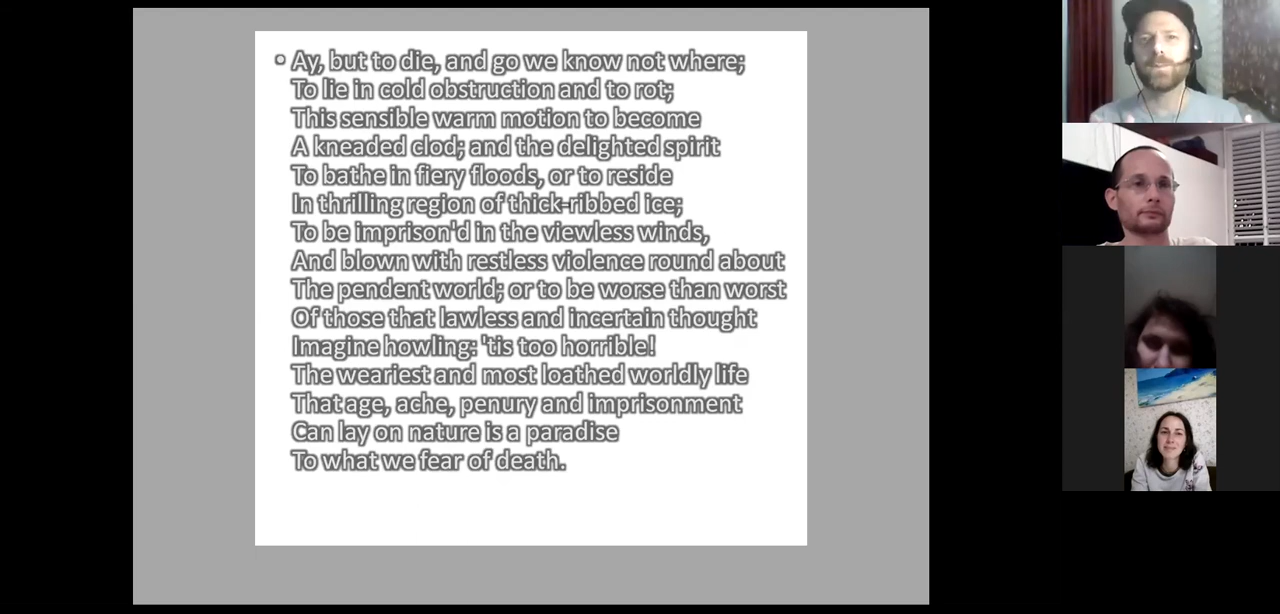 • Ay, but to die, and go we know not where;
To lie in cold obstruction and to rot;
This sensible warm motion to become
A kneaded clod; and the delighted spirit
To bathe in fiery floods, or to reside
In thrilling region of thick-ribbed ice;
To be imprison'd in the viewless winds,
And blown with restless violence round about
The pendent world; or to be worse than worst
Of those that lawless and incertain thought
Imagine howling: 'tis too horrible!
The weariest and most loathed worldly life
That age, ache, penury and imprisonment
Can lay on nature is a paradise
To what we fear of death.